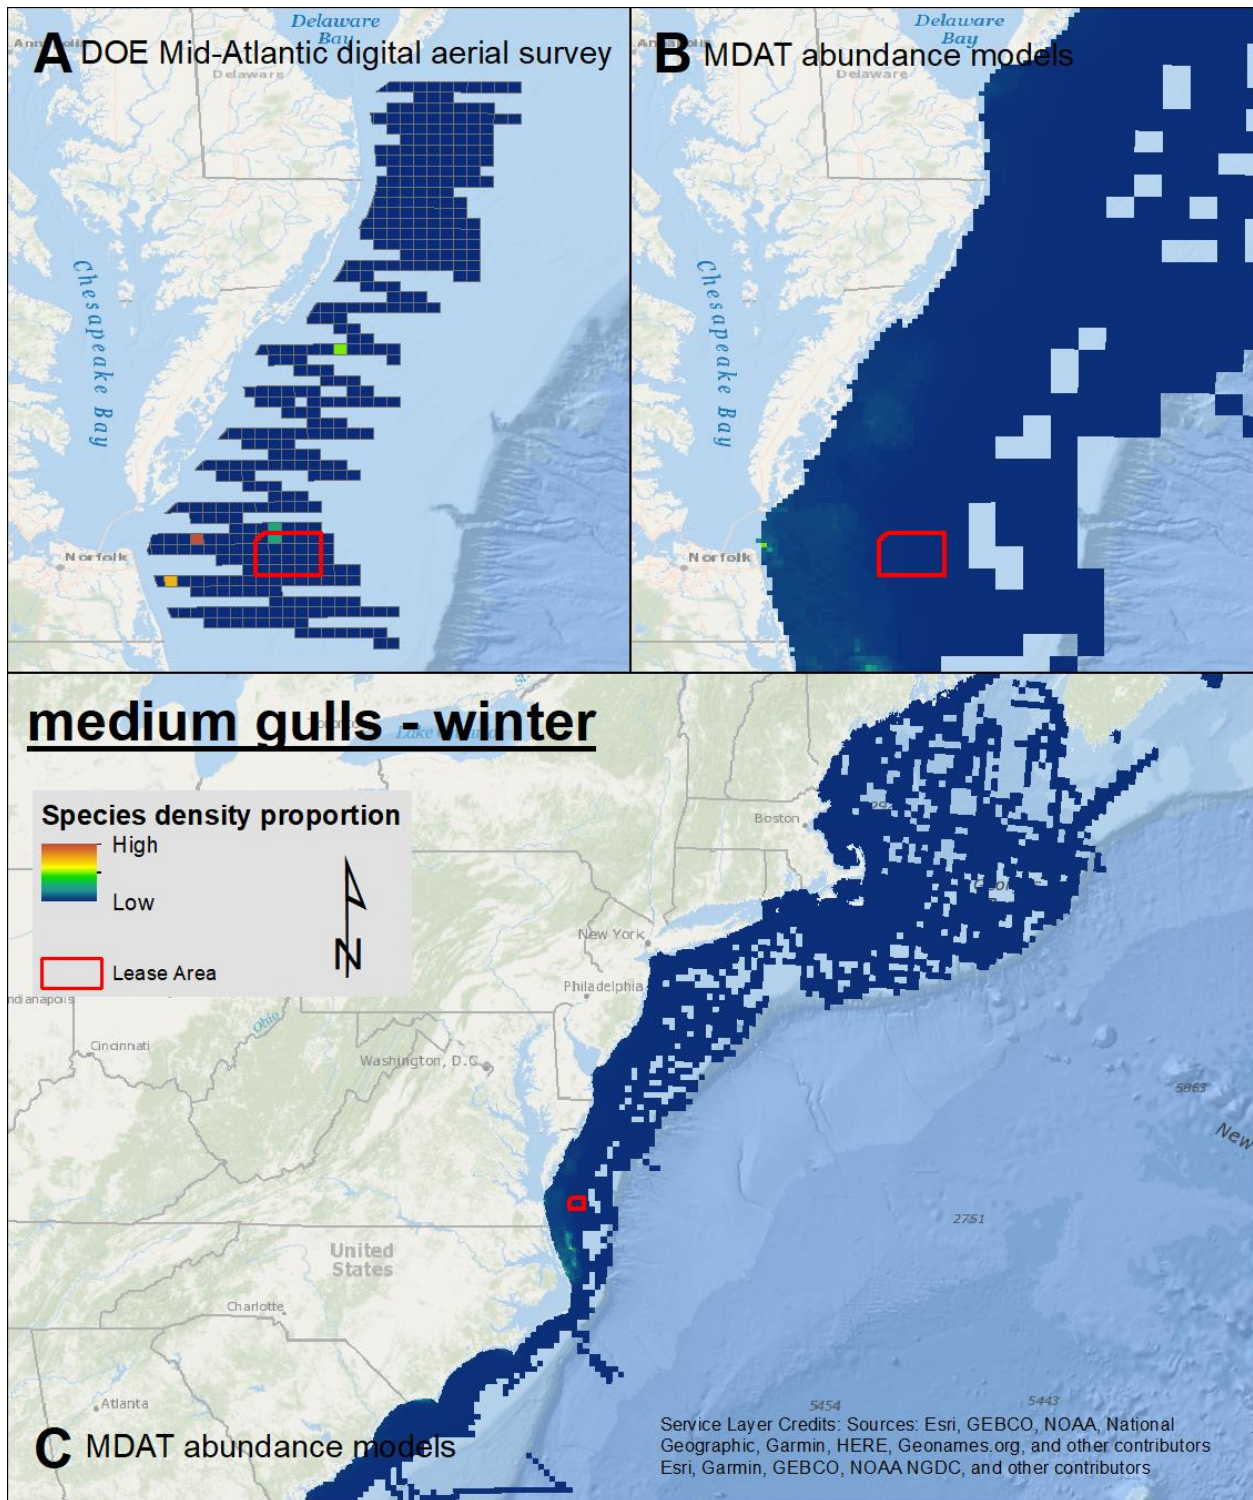 Delaware
Bay
A DOE Mid-Atlantic digital aerial survey
Delaware
Chesapeake Bay
Norfolk
Delaware
Bay
B MDAT abundance models
Delaware
Chesapeake Bay
Norfolk
medium gulls - winter
Species density proportion
High
Low
N
Lease Area
Boston
New York
Philadelphia
Indianapolis
Ohio
Cincinnati
Washington, D.C.
5863
New
2751
United
States
Charlotte
Atlanta
5454
5443
C MDAT abundance models
Service Layer Credits: Sources: Esri, GEBCO, NOAA, National
Geographic, Garmin, HERE, Geonames.org, and other contributors
Esri, Garmin, GEBCO, NOAA NGDC, and other contributors